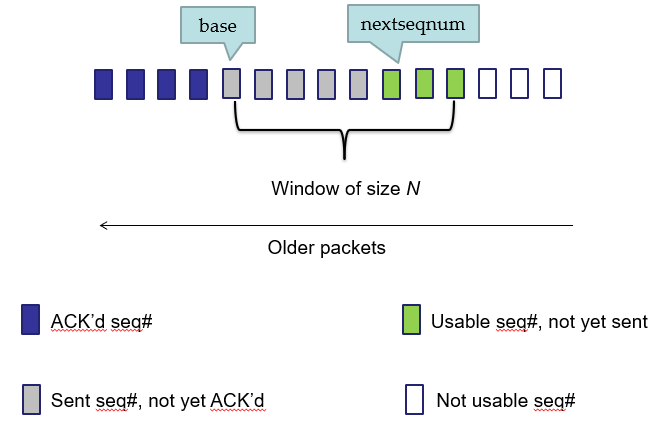 base
nextseqnum
Window of size N
Older packets
ACK’d seq#
Usable seq#, not yet sent
Sent seq#, not yet ACK’d
Not usable seq#